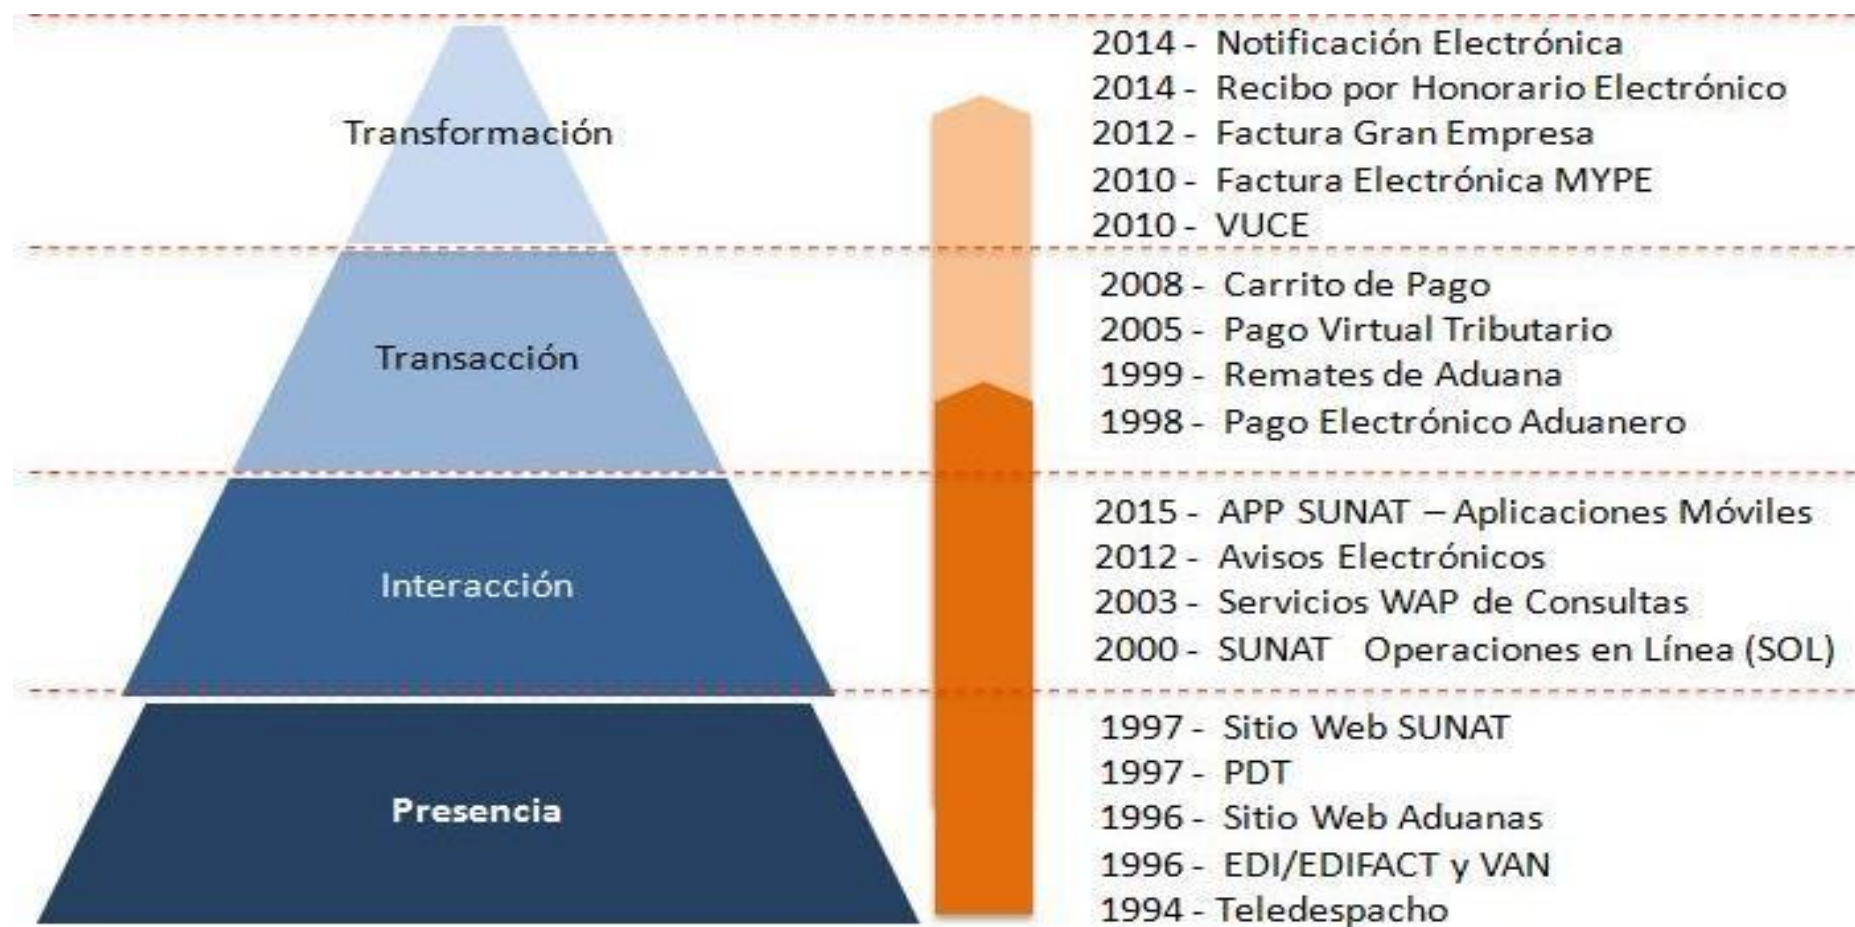 Transformación
2014 - Notificación Electrónica
2014 - Recibo por Honorario Electrónico
2012 - Factura Gran Empresa
2010 - Factura Electrónica MYPE
2010 - VUCE
Transacción
2008 - Carrito de Pago
2005 - Pago Virtual Tributario
1999 - Remates de Aduana
1998 - Pago Electrónico Aduanero
Interacción
2015 - APP SUNAT – Aplicaciones Móviles
2012 - Avisos Electrónicos
2003 - Servicios WAP de Consultas
2000 - SUNAT Operaciones en Línea (SOL)
Presencia
1997 - Sitio Web SUNAT
1997 - PDT
1996 - Sitio Web Aduanas
1996 - EDI/EDIFACT y VAN
1994 - Teledespacho